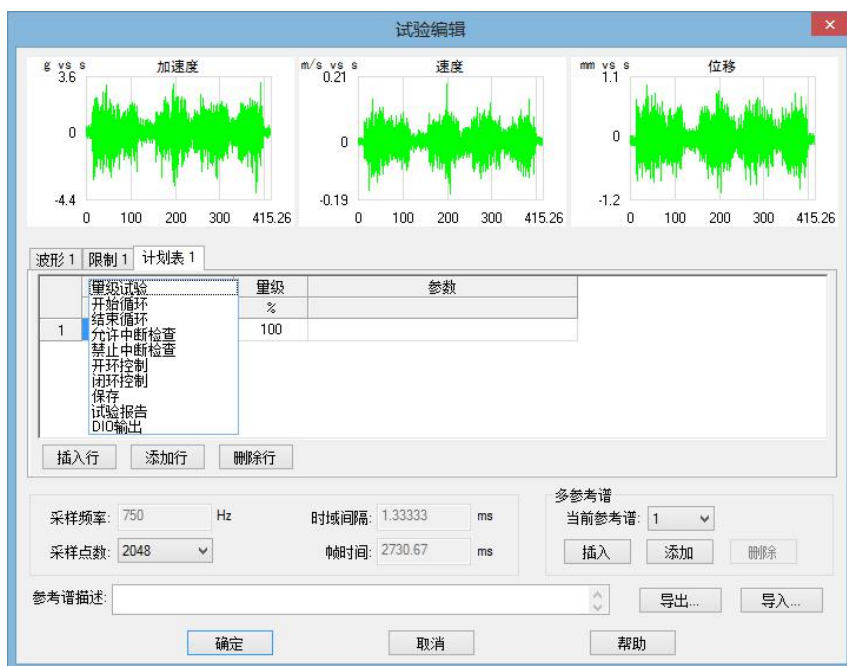 试验编辑
g vs s 加速度
3.6
0
-4.4
0 100 200 300 415.26
m/s vs s 速度
0.21
0
-0.19
0 100 200 300 415.26
mm vs s 位移
1.1
0
-1.2
0 100 200 300 415.26
波形 1 限制 1 计划表 1
量级 参数
%
1 100
量级试验
开始循环
结束循环
允许中断检查
禁止中断检查
开环控制
闭环控制
保存
试验报告
DIO输出
插入行 添加行 删除行
采样频率: 750 Hz 时域间隔: 1.33333 ms
采样点数: 2048 帧时间: 2730.67 ms
多参考谱
当前参考谱: 1
插入 添加 删除
参考谱描述: 导出... 导入...
确定 取消 帮助